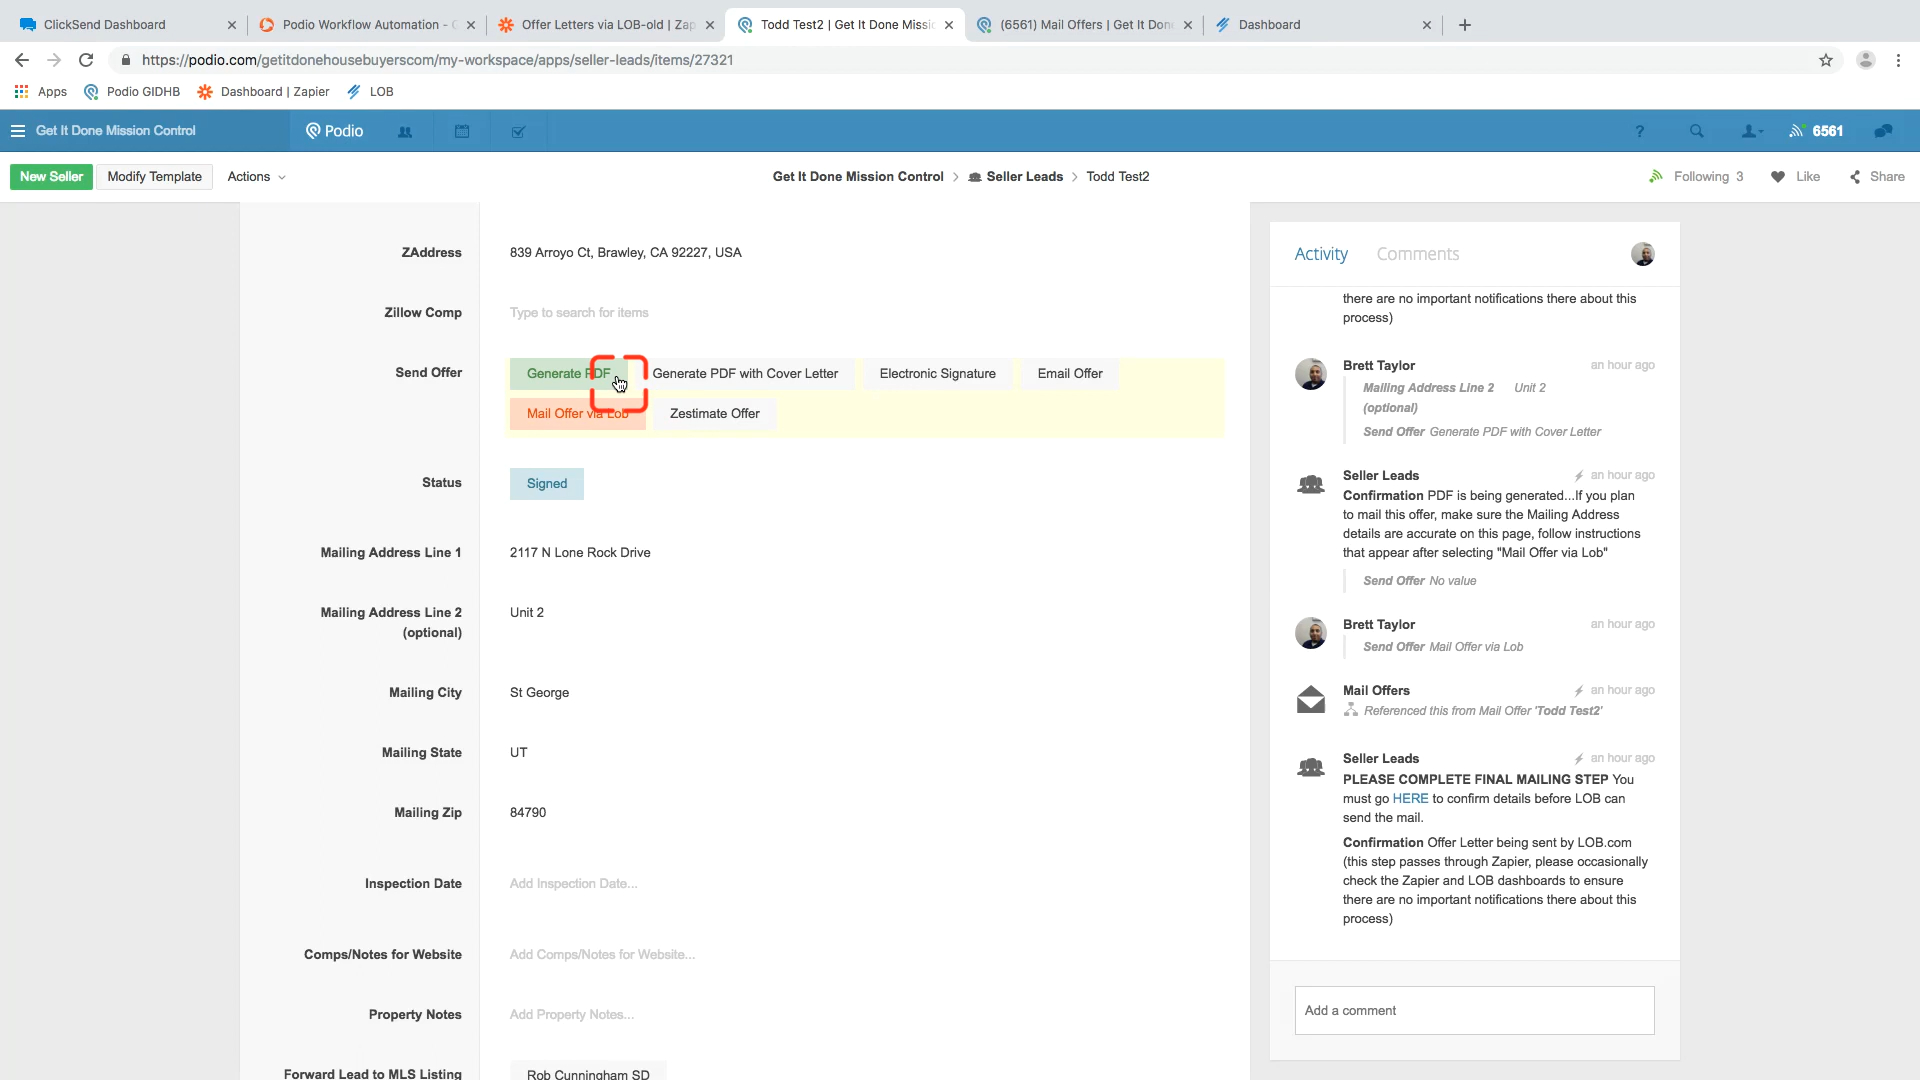 ClickSend Dashboard
Podio Workflow Automation - G
Offer Letters via LOB-old | Zap
Todd Test2 | Get It Done Missic
(6561) Mail Offers | Get It Done
Dashboard
https://podio.com/getitdonehousebuyerscom/my-workspace/apps/seller-leads/items/27321
Apps
Podio GIDHB
Dashboard | Zapier
LOB
Get It Done Mission Control
Podio
?
6561
New Seller
Modify Template
Actions
Get It Done Mission Control > Seller Leads > Todd Test2
Following 3
Like
Share
ZAddress
839 Arroyo Ct, Brawley, CA 92227, USA
Zillow Comp
Type to search for items
Send Offer
Generate PDF
Generate PDF with Cover Letter
Electronic Signature
Email Offer
Mail Offer via Lob
Zestimate Offer
Status
Signed
Mailing Address Line 1
2117 N Lone Rock Drive
Mailing Address Line 2
(optional)
Unit 2
Mailing City
St George
Mailing State
UT
Mailing Zip
84790
Inspection Date
Add Inspection Date...
Comps/Notes for Website
Add Comps/Notes for Website...
Property Notes
Add Property Notes...
Forward Lead to MLS Listing
Rob Cunningham SD
Activity
Comments
there are no important notifications there about this
process)
Brett Taylor
an hour ago
Mailing Address Line 2 Unit 2
(optional)
Send Offer Generate PDF with Cover Letter
Seller Leads
an hour ago
Confirmation PDF is being generated...If you plan
to mail this offer, make sure the Mailing Address
details are accurate on this page, follow instructions
that appear after selecting "Mail Offer via Lob"
Send Offer No value
Brett Taylor
an hour ago
Send Offer Mail Offer via Lob
Mail Offers
an hour ago
Referenced this from Mail Offer 'Todd Test2'
Seller Leads
an hour ago
PLEASE COMPLETE FINAL MAILING STEP You
must go HERE to confirm details before LOB can
send the mail.
Confirmation Offer Letter being sent by LOB.com
(this step passes through Zapier, please occasionally
check the Zapier and LOB dashboards to ensure
there are no important notifications there about this
process)
Add a comment